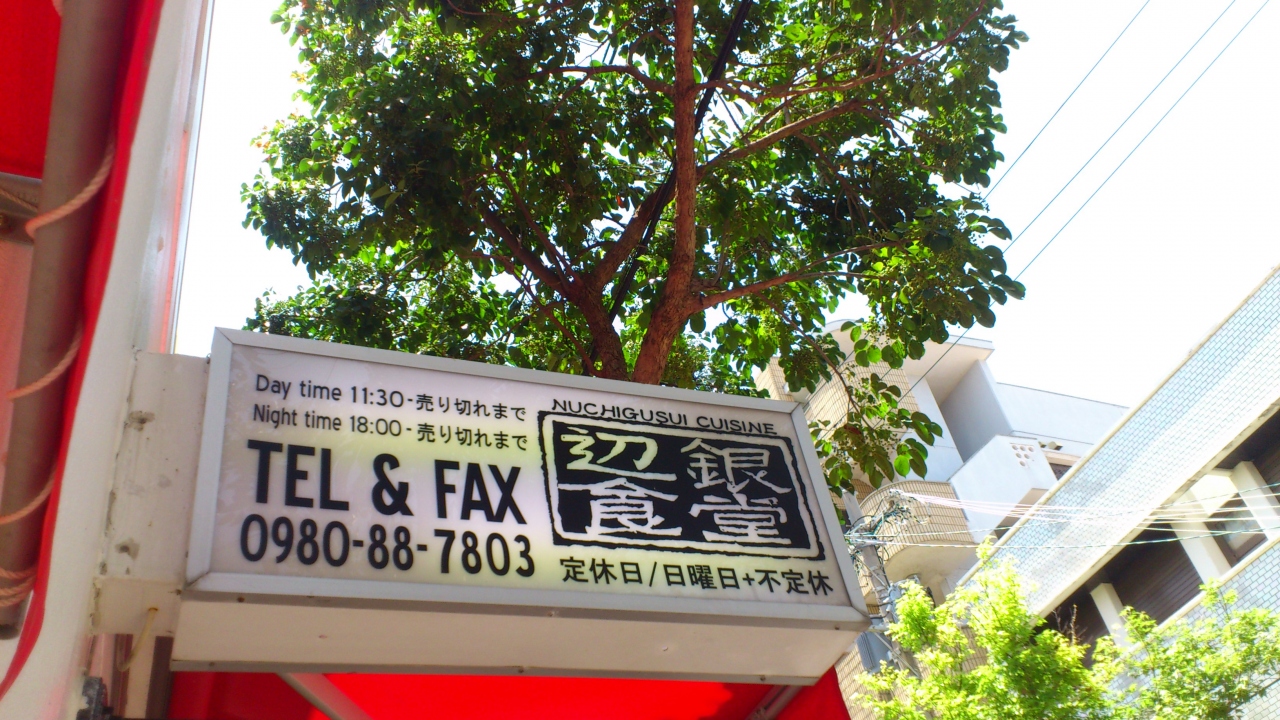 Day time 11:30-売り切れまで
Night time 18:00-売り切れまで
TEL & FAX
0980-88-7803
NUCHIGUSUI CUISINE
辺銀
食堂
定休日/日曜日+不定休